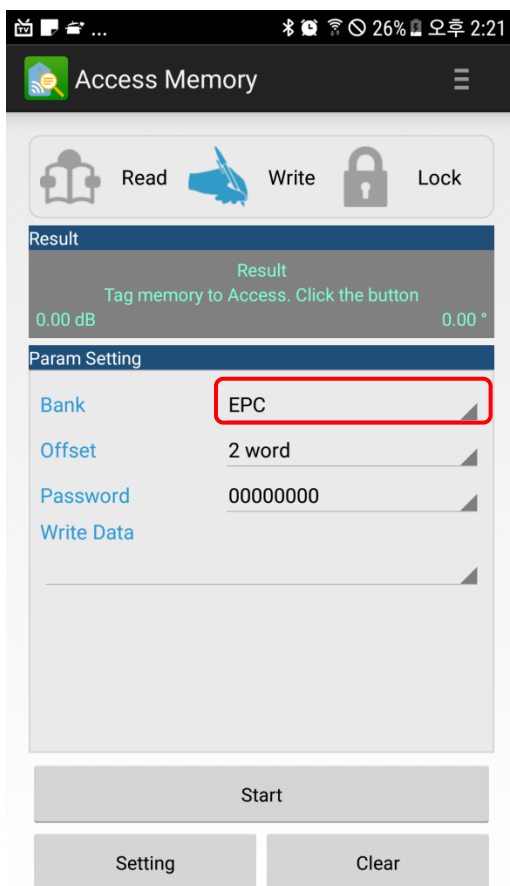 ... 26% 오후 2:21
Access Memory
Read Write Lock
Result
Result
Tag memory to Access. Click the button
0.00 dB 0.00 °
Param Setting
Bank EPC
Offset 2 word
Password 00000000
Write Data
Start
Setting Clear